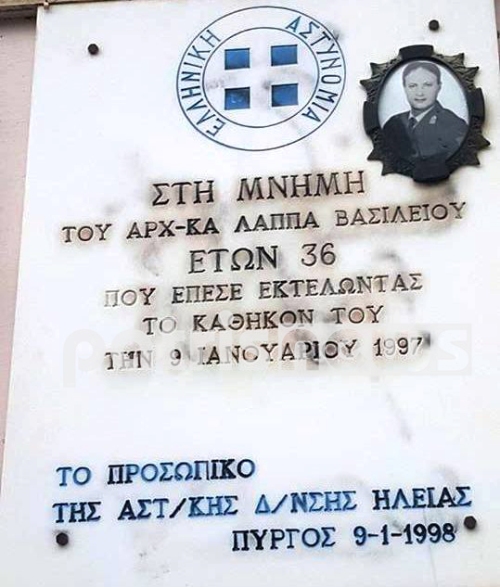 ΕΛΛΗΝΙΚΗ ΑΣΤΥΝΟΜΙΑ
ΣΤΗ ΜΝΗΜΗ
ΤΟΥ ΑΡΧ-ΚΑ ΛΑΠΠΑ ΒΑΣΙΛΕΙΟΥ
ΕΤΩΝ 36
ΠΟΥ ΕΠΕΣΕ ΕΚΤΕΛΩΝΤΑΣ
ΤΟ ΚΑΘΗΚΟΝ ΤΟΥ
ΤΗΝ 9 ΙΑΝΟΥΑΡΙΟΥ 1997
ΤΟ ΠΡΟΣΩΠΙΚΟ
ΤΗΣ ΑΣΤ/ΚΗΣ Δ/ΝΣΗΣ ΗΛΕΙΑΣ
ΠΥΡΓΟΣ 9-1-1998